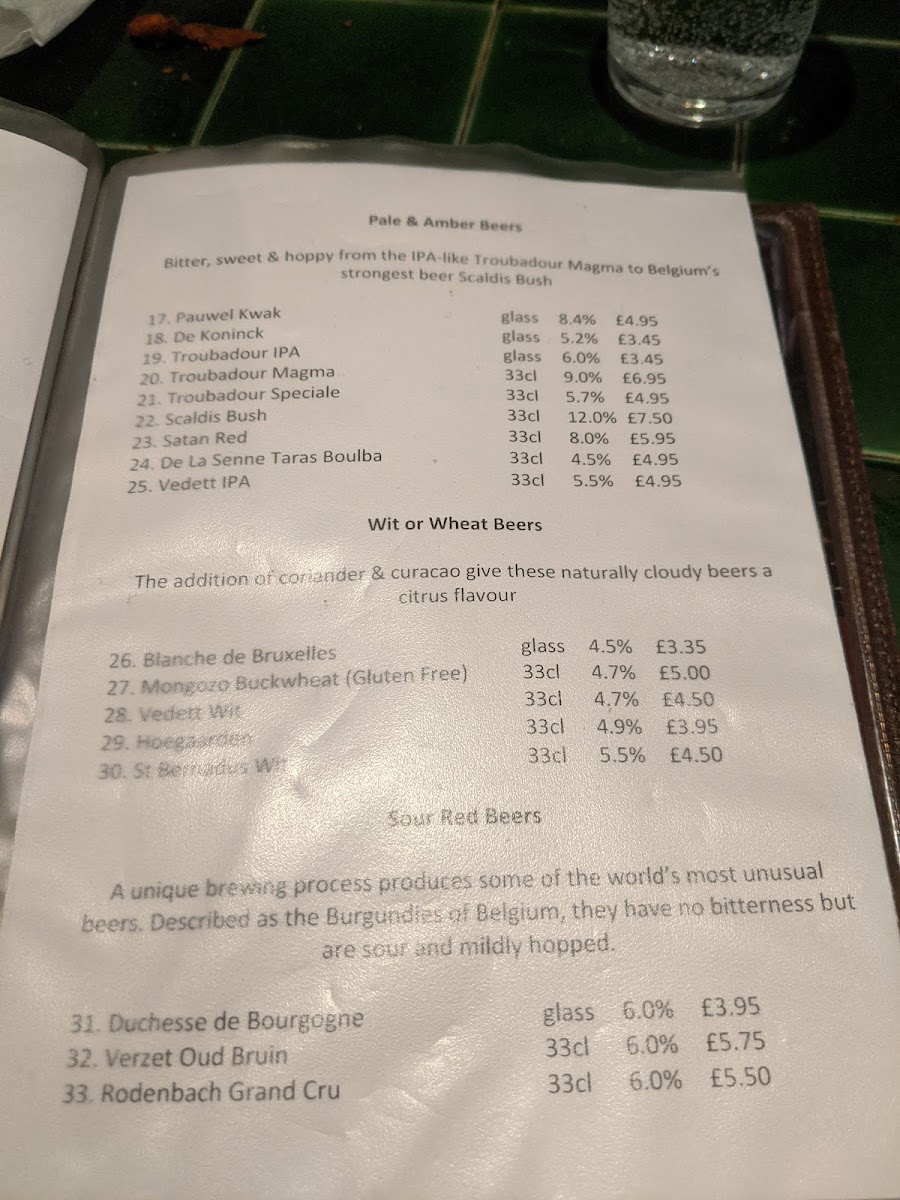 Pale & Amber Beers
Bitter, sweet & hoppy from the IPA-like Troubadour Magma to Belgium's
strongest beer Scaldis Bush
17. Pauwel Kwak glass 8.4% £4.95
18. De Koninck glass 5.2% £3.45
19. Troubadour IPA glass 6.0% £3.45
20. Troubadour Magma 33cl 9.0% £6.95
21. Troubadour Speciale 33cl 5.7% £4.95
22. Scaldis Bush 33cl 12.0% £7.50
23. Satan Red 33cl 8.0% £5.95
24. De La Senne Taras Boulba 33cl 4.5% £4.95
25. Vedett IPA 33cl 5.5% £4.95
Wit or Wheat Beers
The addition of coriander & curacao give these naturally cloudy beers a
citrus flavour
26. Blanche de Bruxelles glass 4.5% £3.35
27. Mongozo Buckwheat (Gluten Free) 33cl 4.7% £5.00
28. Vedett Wit 33cl 4.7% £4.50
29. Hoegaarden 33cl 4.9% £3.95
30. St Bernadus Wit 33cl 5.5% £4.50
Sour Red Beers
A unique brewing process produces some of the world's most unusual
beers. Described as the Burgundies of Belgium, they have no bitterness but
are sour and mildly hopped.
31. Duchesse de Bourgogne glass 6.0% £3.95
32. Verzet Oud Bruin 33cl 6.0% £5.75
33. Rodenbach Grand Cru 33cl 6.0% £5.50